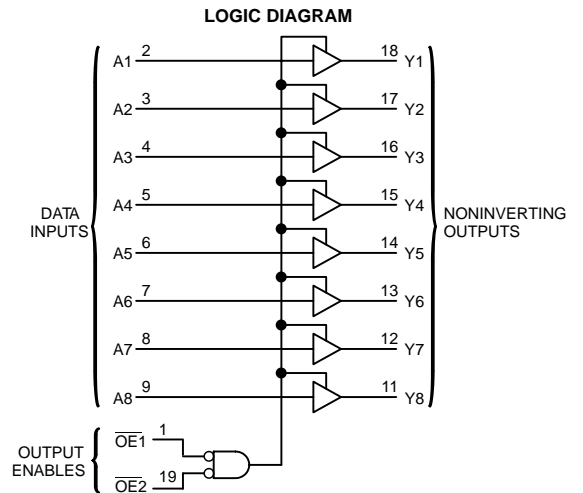 LOGIC DIAGRAM
A1 2 18 Y1
A2 3 17 Y2
A3 4 16 Y3
A4 5 15 Y4
DATA
INPUTS
NONINVERTING
OUTPUTS
A5 6 14 Y5
A6 7 13 Y6
A7 8 12 Y7
A8 9 11 Y8
OUTPUT
ENABLES
OE1 1
OE2 19